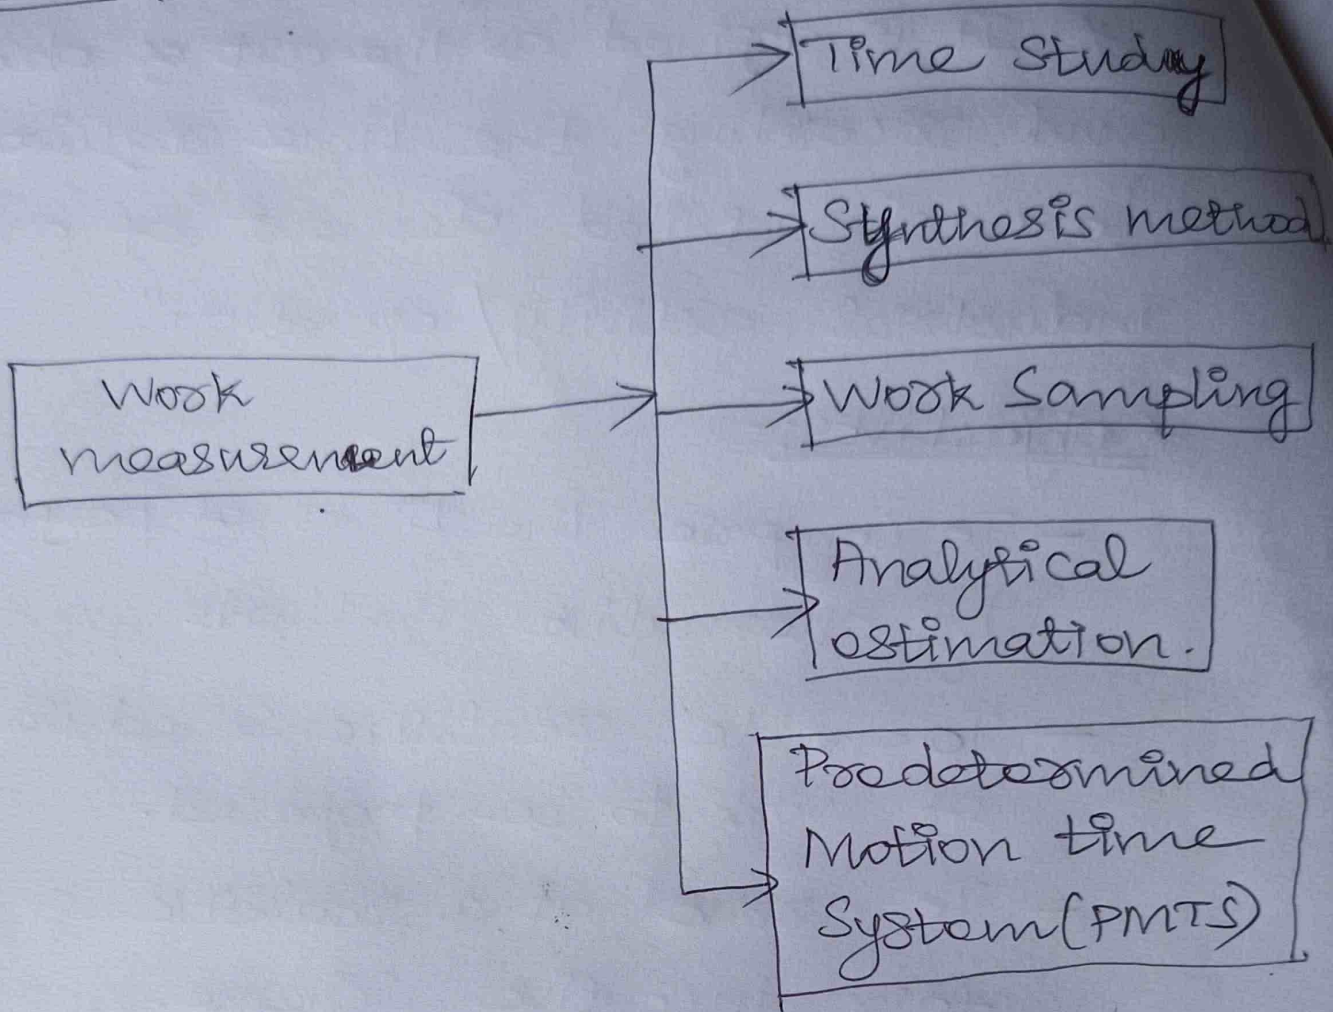 Time Study
Synthesis method
Work Sampling
Work
measurement
Analytical
estimation.
Predetermined
Motion time
System (PMTS)